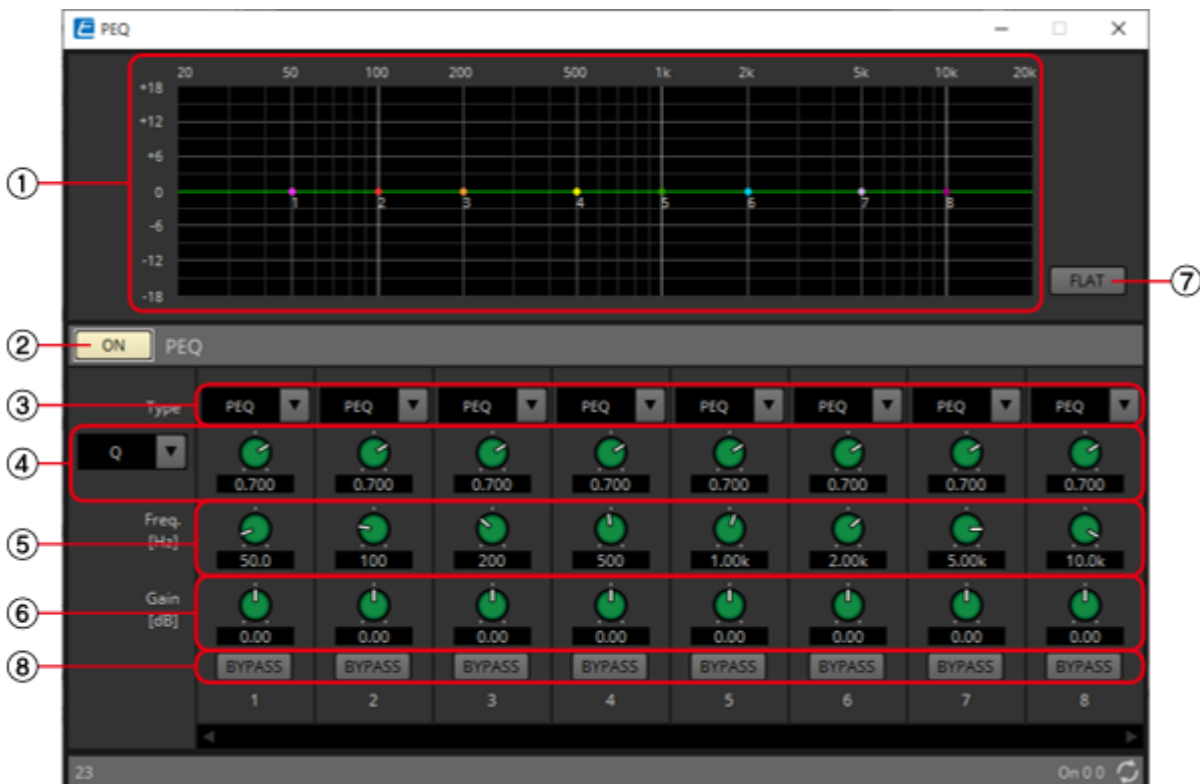 PEQ
20 50 100 200 500 1k 2k 5k 10k 20k
+18
+12
+6
①
0
1 2 3 4 5 6 7 8
-6
-12
FLAT ⑦
-18
② ON PEQ
③ Type PEQ PEQ PEQ PEQ PEQ PEQ PEQ PEQ
④ Q
0.700 0.700 0.700 0.700 0.700 0.700 0.700 0.700
Freq.
⑤ [Hz]
50.0 100 200 500 1.00k 2.00k 5.00k 10.0k
Gain
⑥ [dB]
0.00 0.00 0.00 0.00 0.00 0.00 0.00 0.00
⑧ BYPASS BYPASS BYPASS BYPASS BYPASS BYPASS BYPASS BYPASS
1 2 3 4 5 6 7 8
23 On 0 0